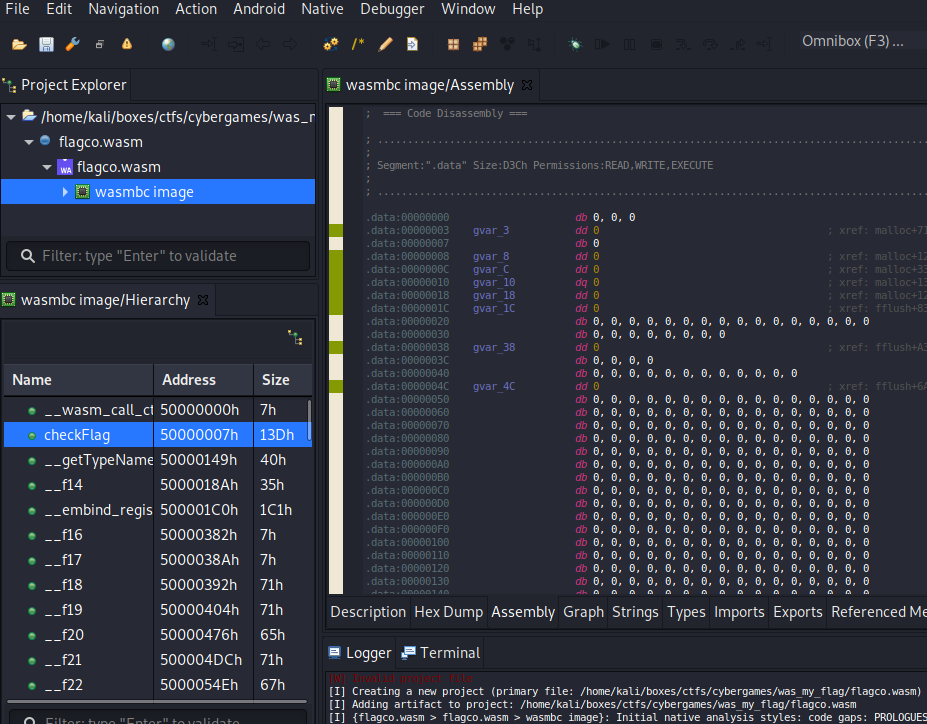 File Edit Navigation Action Android Native Debugger Window Help
Omnibox (F3) ...
Project Explorer
/home/kali/boxes/ctfs/cybergames/was_n
flagco.wasm
WA flagco.wasm
wasmbc image
Filter: type "Enter" to validate
wasmbc image/Hierarchy
Name Address Size
__wasm_call_ct 50000000h 7h
checkFlag 50000007h 13Dh
__getTypeName 50000149h 40h
__f14 5000018Ah 35h
__embind_regis 500001C0h 1C1h
__f16 50000382h 7h
__f17 5000038Ah 7h
__f18 50000392h 71h
__f19 50000404h 71h
__f20 50000476h 65h
__f21 500004DCh 71h
__f22 5000054Eh 67h
Filter: type "Enter" to validate
wasmbc image/Assembly
; === Code Disassembly ===
;
;
; Segment:".data" Size:D3Ch Permissions:READ,WRITE,EXECUTE
;
;
.data:00000000 db 0, 0, 0
.data:00000003 gvar_3 dd 0 ; xref: malloc+71
.data:00000007 db 0
.data:00000008 gvar_8 dd 0 ; xref: malloc+12
.data:0000000C gvar_C dd 0 ; xref: malloc+33
.data:00000010 gvar_10 dq 0 ; xref: malloc+13
.data:00000018 gvar_18 dd 0 ; xref: malloc+12
.data:0000001C gvar_1C dd 0 ; xref: fflush+83
.data:00000020 db 0, 0, 0, 0, 0, 0, 0, 0, 0, 0, 0, 0, 0, 0, 0, 0
.data:00000030 db 0, 0, 0, 0, 0, 0, 0, 0
.data:00000038 gvar_38 dd 0 ; xref: fflush+A3
.data:0000003C db 0, 0, 0, 0
.data:00000040 db 0, 0, 0, 0, 0, 0, 0, 0, 0, 0, 0, 0
.data:0000004C gvar_4C dd 0 ; xref: fflush+6A
.data:00000050 db 0, 0, 0, 0, 0, 0, 0, 0, 0, 0, 0, 0, 0, 0, 0, 0
.data:00000060 db 0, 0, 0, 0, 0, 0, 0, 0, 0, 0, 0, 0, 0, 0, 0, 0
.data:00000070 db 0, 0, 0, 0, 0, 0, 0, 0, 0, 0, 0, 0, 0, 0, 0, 0
.data:00000080 db 0, 0, 0, 0, 0, 0, 0, 0, 0, 0, 0, 0, 0, 0, 0, 0
.data:00000090 db 0, 0, 0, 0, 0, 0, 0, 0, 0, 0, 0, 0, 0, 0, 0, 0
.data:000000A0 db 0, 0, 0, 0, 0, 0, 0, 0, 0, 0, 0, 0, 0, 0, 0, 0
.data:000000B0 db 0, 0, 0, 0, 0, 0, 0, 0, 0, 0, 0, 0, 0, 0, 0, 0
.data:000000C0 db 0, 0, 0, 0, 0, 0, 0, 0, 0, 0, 0, 0, 0, 0, 0, 0
.data:000000D0 db 0, 0, 0, 0, 0, 0, 0, 0, 0, 0, 0, 0, 0, 0, 0, 0
.data:000000E0 db 0, 0, 0, 0, 0, 0, 0, 0, 0, 0, 0, 0, 0, 0, 0, 0
.data:000000F0 db 0, 0, 0, 0, 0, 0, 0, 0, 0, 0, 0, 0, 0, 0, 0, 0
.data:00000100 db 0, 0, 0, 0, 0, 0, 0, 0, 0, 0, 0, 0, 0, 0, 0, 0
.data:00000110 db 0, 0, 0, 0, 0, 0, 0, 0, 0, 0, 0, 0, 0, 0, 0, 0
.data:00000120 db 0, 0, 0, 0, 0, 0, 0, 0, 0, 0, 0, 0, 0, 0, 0, 0
.data:00000130 db 0, 0, 0, 0, 0, 0, 0, 0, 0, 0, 0, 0, 0, 0, 0, 0
.data:00000140 db 0, 0, 0, 0, 0, 0, 0, 0, 0, 0, 0, 0, 0, 0, 0, 0
Description Hex Dump Assembly Graph Strings Types Imports Exports Referenced Me
Logger Terminal
Invalid project file
[I] Creating a new project (primary file: /home/kali/boxes/ctfs/cybergames/was_my_flag/flagco.wasm)
[I] Adding artifact to project: /home/kali/boxes/ctfs/cybergames/was_my_flag/flagco.wasm
[I] {flagco.wasm > flagco.wasm > wasmbc image}: Initial native analysis styles: code gaps: PROLOGUES